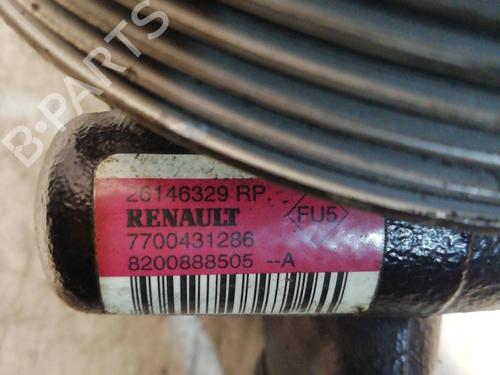 B-PARTS
26146329 RP
RENAULT
FU5
7700431286
8200888505 --A